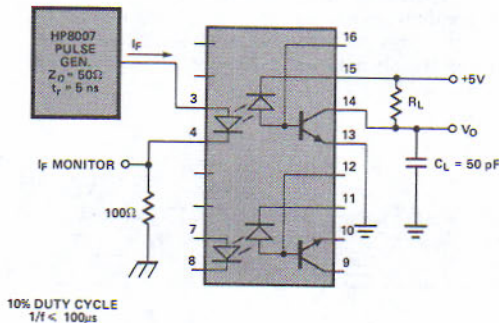 HP8007
PULSE
GEN.
Z₀ = 50Ω
tᵣ = 5 ns
I_F
3
4
I_F MONITOR
100Ω
7
8
16
15
14
13
12
11
10
9
+5V
R_L
V_O
C_L = 50 pF
10% DUTY CYCLE
1/f < 100μs